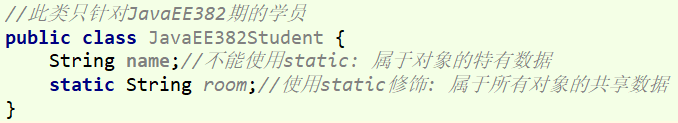 //此类只针对JavaEE382期的学员
public class JavaEE382Student {
    String name;//不能使用static: 属于对象的特有数据
    static String room;//使用static修饰: 属于所有对象的共享数据
}